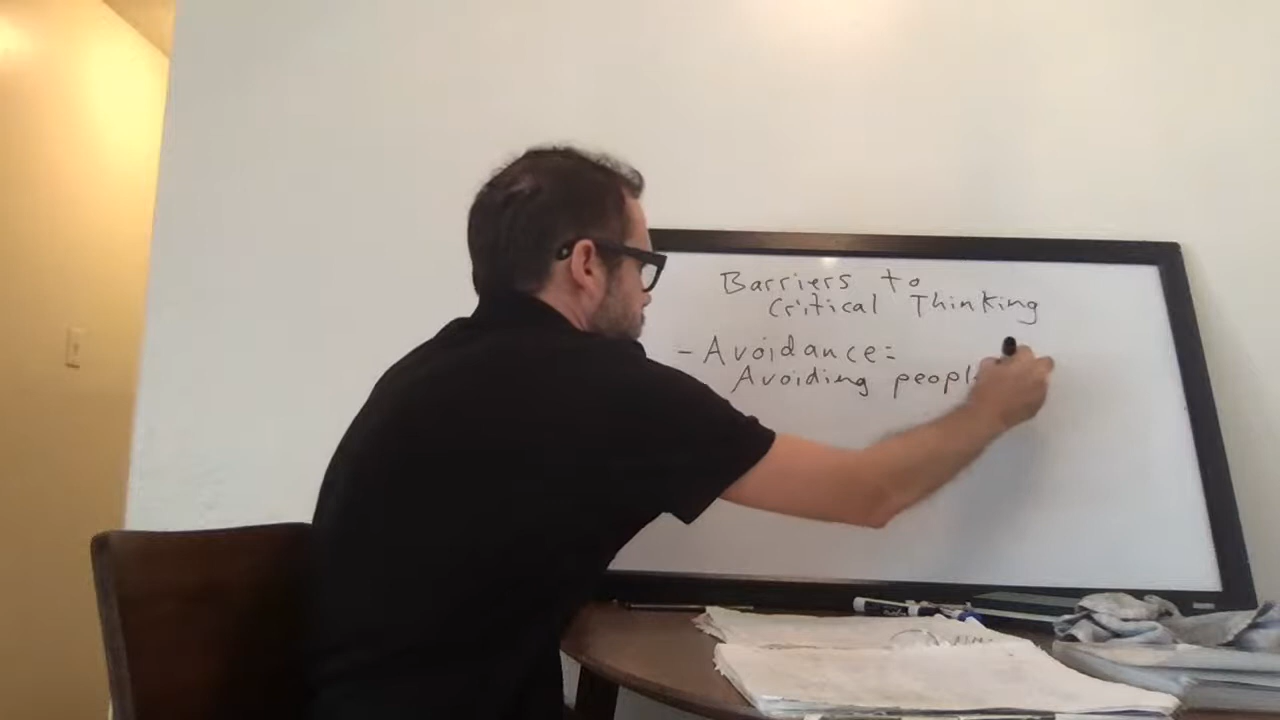 Barriers to
Critical Thinking
- Avoidance:
Avoiding peopl